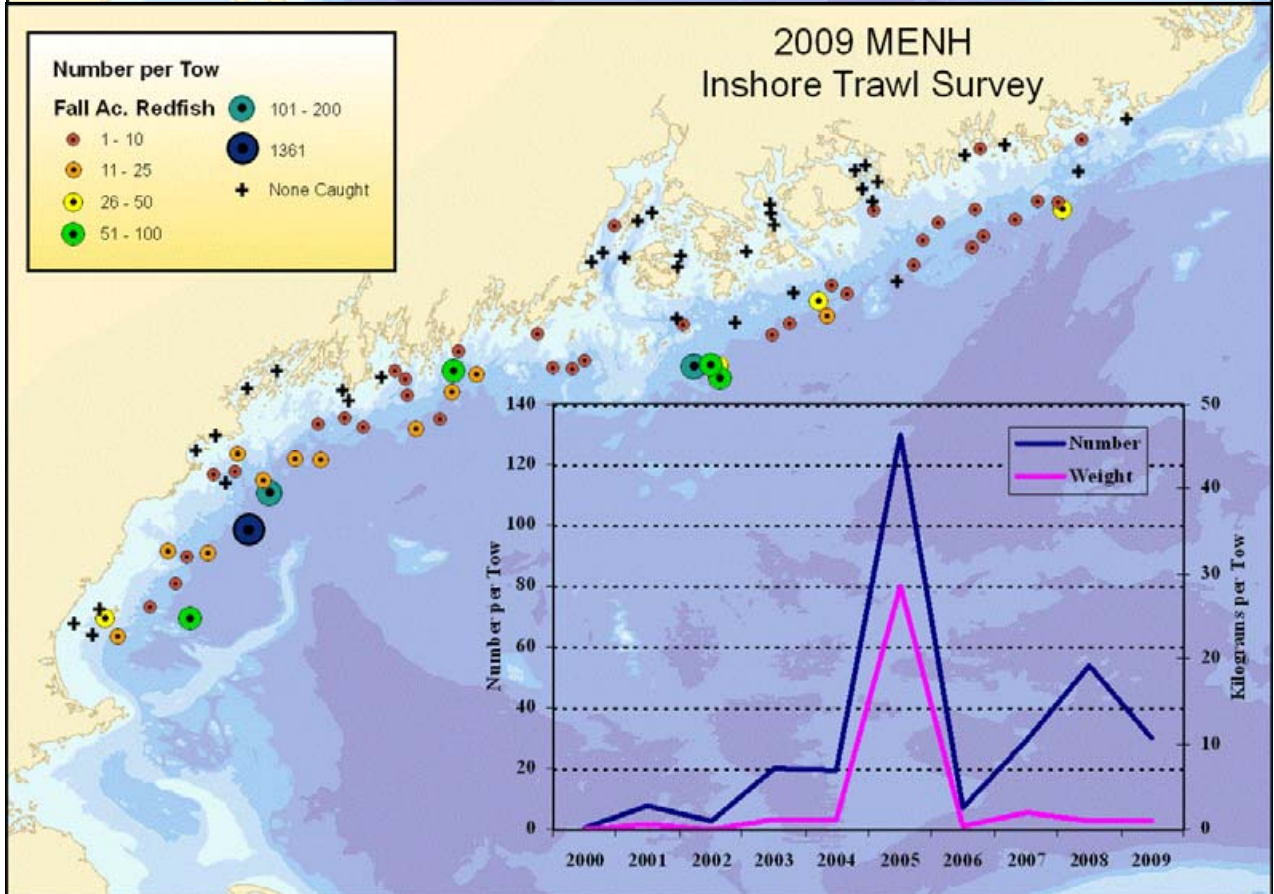 2009 MENH
Inshore Trawl Survey
Number per Tow
Fall Ac. Redfish
1 - 10
11 - 25
26 - 50
51 - 100
101 - 200
1361
None Caught
Number
Weight
Number per Tow
140
120
100
80
60
40
20
0
Kilograms per Tow
50
40
30
20
10
0
2000 2001 2002 2003 2004 2005 2006 2007 2008 2009